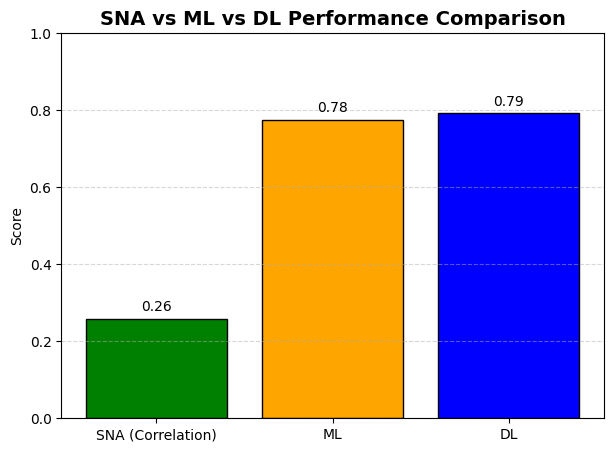 SNA vs ML vs DL Performance Comparison
1.0
0.8
0.6
0.4
0.2
0.0
Score
0.26
0.78
0.79
SNA (Correlation)
ML
DL